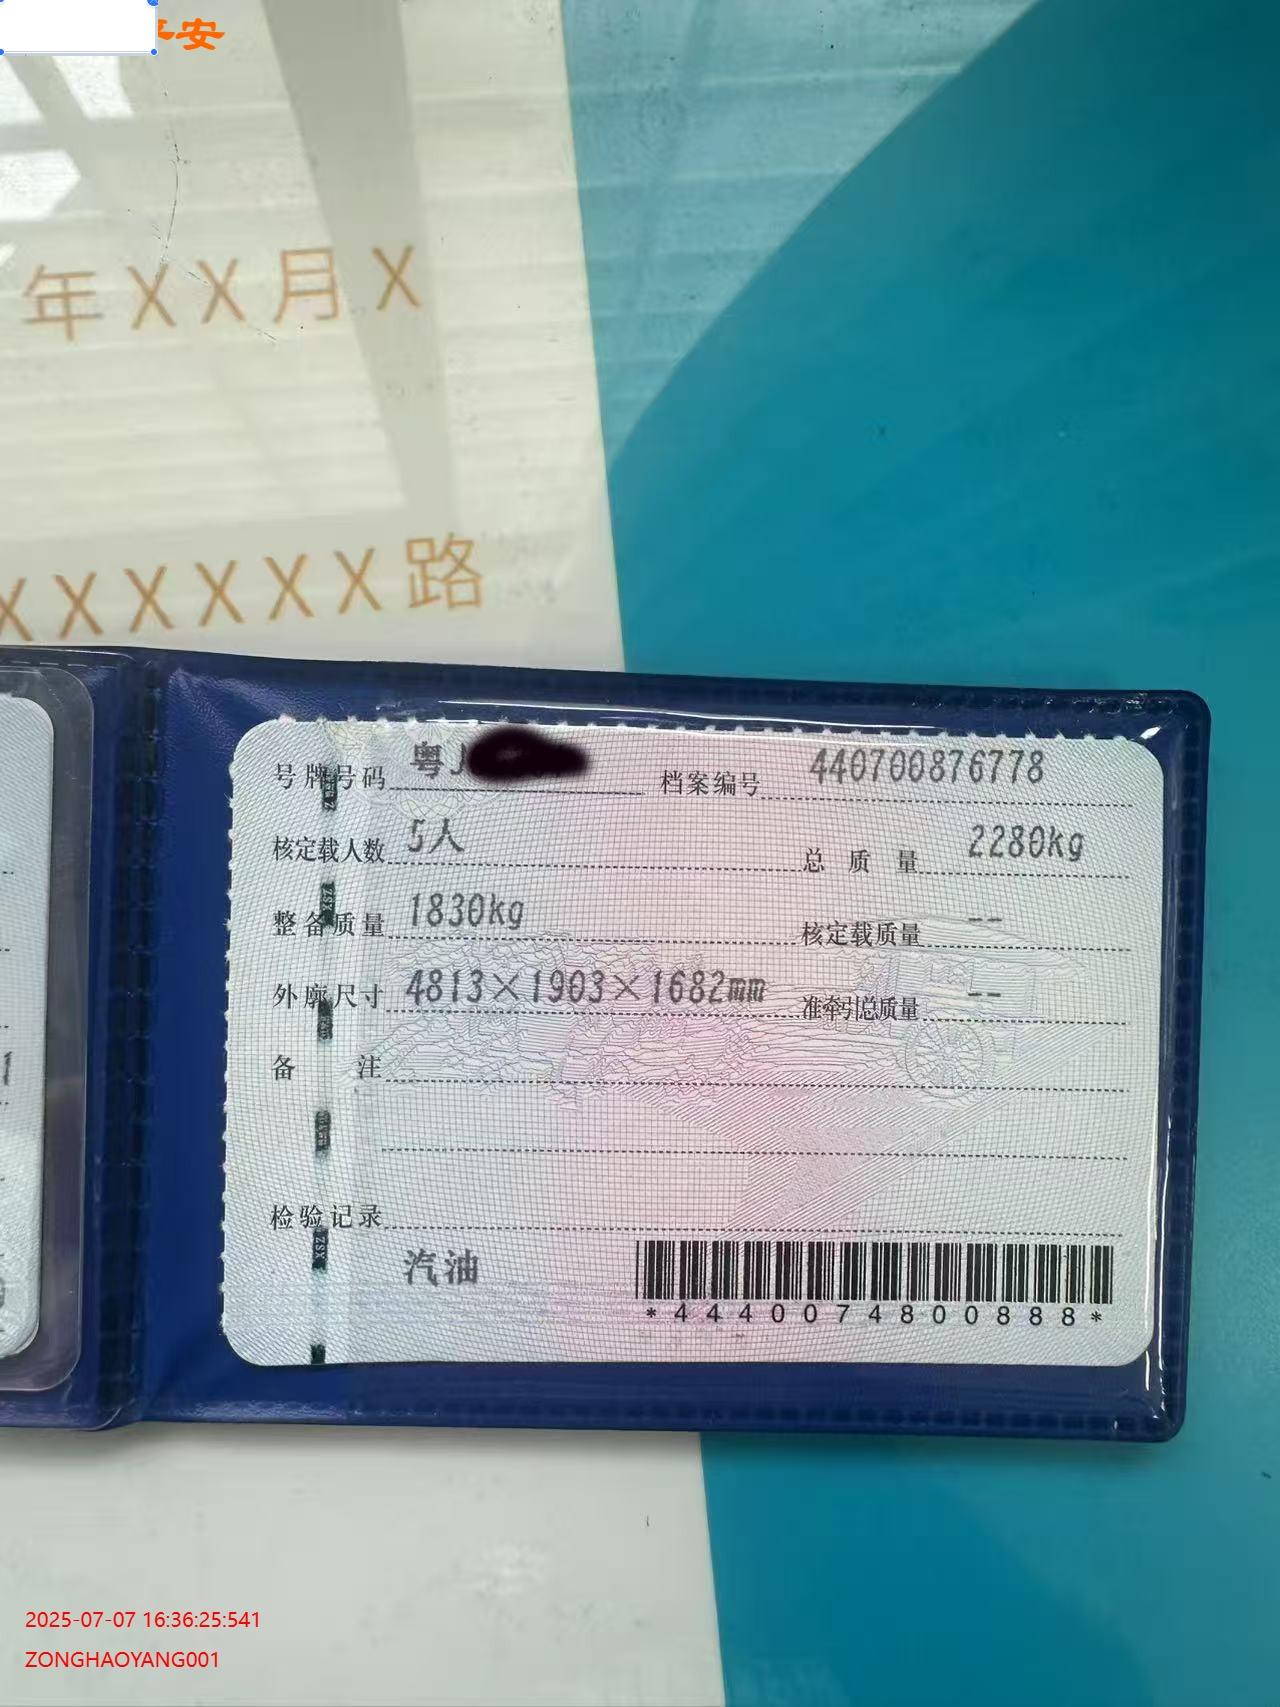 平安
年XX月X
XXXXXX路
号牌号码 粤J 档案编号 440700876778
核定载人数 5人 总质量 2280kg
整备质量 1830kg 核定载质量 --
外廓尺寸 4813×1903×1682mm 准牵引总质量 --
备注
检验记录
汽油
*4440074800888*
2025-07-07 16:36:25:541
ZONGHAOYANG001